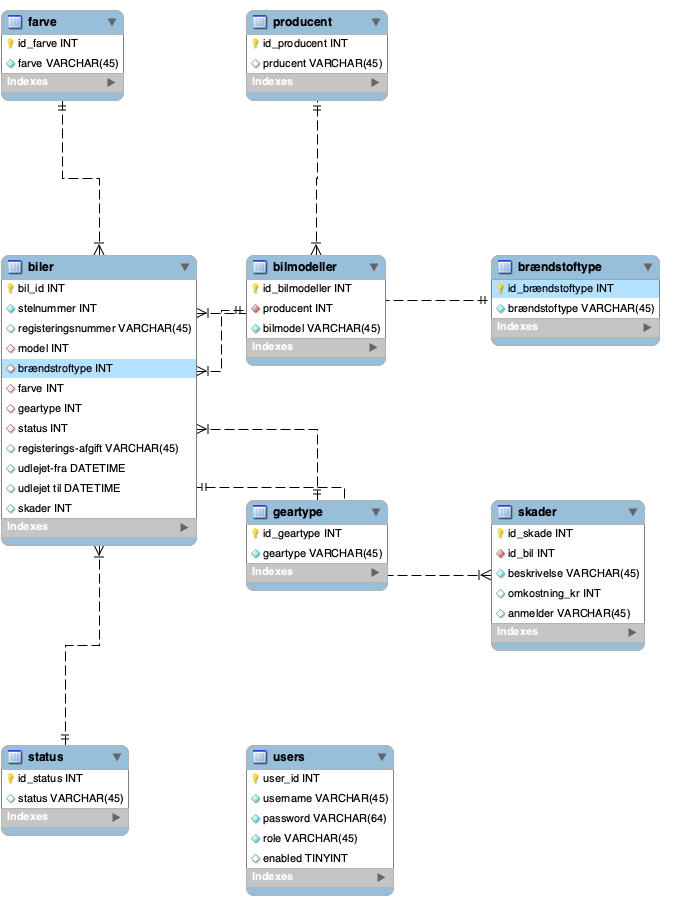 farve
id_farve INT
farve VARCHAR(45)
Indexes
producent
id_producent INT
prducent VARCHAR(45)
Indexes
biler
bil_id INT
stelnummer INT
registeringsnummer VARCHAR(45)
model INT
brændstroftype INT
farve INT
geartype INT
status INT
registerings-afgift VARCHAR(45)
udlejet-fra DATETIME
udlejet til DATETIME
skader INT
Indexes
bilmodeller
id_bilmodeller INT
producent INT
bilmodel VARCHAR(45)
Indexes
brændstoftype
id_brændstoftype INT
brændstoftype VARCHAR(45)
Indexes
geartype
id_geartype INT
geartype VARCHAR(45)
Indexes
skader
id_skade INT
id_bil INT
beskrivelse VARCHAR(45)
omkostning_kr INT
anmelder VARCHAR(45)
Indexes
status
id_status INT
status VARCHAR(45)
Indexes
users
user_id INT
username VARCHAR(45)
password VARCHAR(64)
role VARCHAR(45)
enabled TINYINT
Indexes